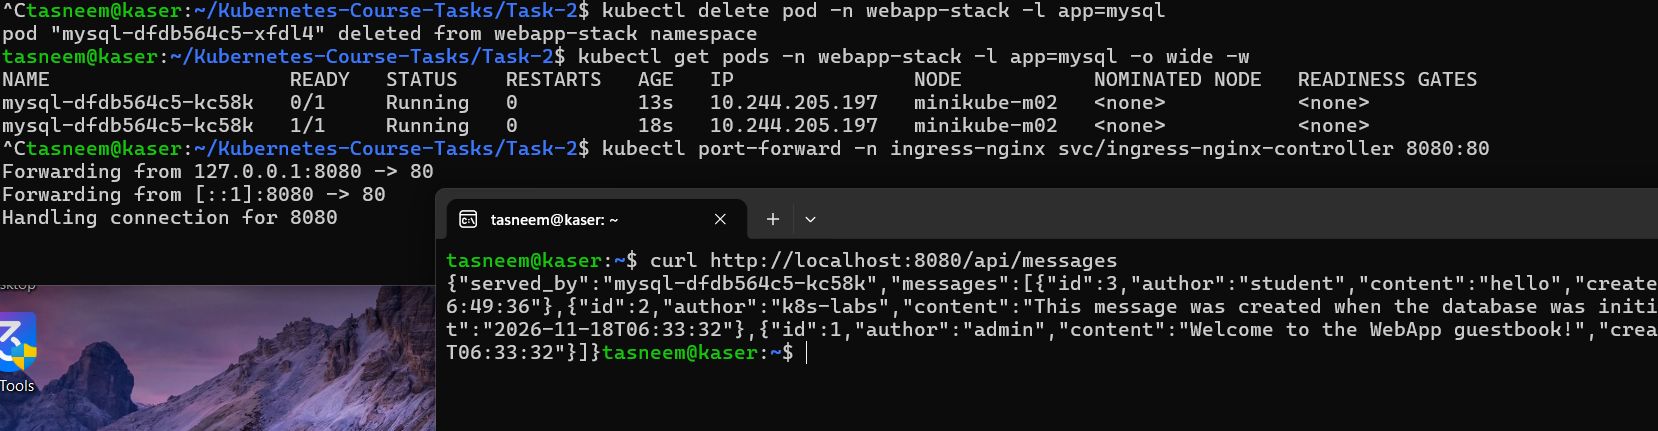 ^Ctasneem@kaser:~/Kubernetes-Course-Tasks/Task-2$ kubectl delete pod -n webapp-stack -l app=mysql
pod "mysql-dfdb564c5-xfdl4" deleted from webapp-stack namespace
tasneem@kaser:~/Kubernetes-Course-Tasks/Task-2$ kubectl get pods -n webapp-stack -l app=mysql -o wide -w
NAME READY STATUS RESTARTS AGE IP NODE NOMINATED NODE READINESS GATES
mysql-dfdb564c5-kc58k 0/1 Running 0 13s 10.244.205.197 minikube-m02 <none> <none>
mysql-dfdb564c5-kc58k 1/1 Running 0 18s 10.244.205.197 minikube-m02 <none> <none>
^Ctasneem@kaser:~/Kubernetes-Course-Tasks/Task-2$ kubectl port-forward -n ingress-nginx svc/ingress-nginx-controller 8080:80
Forwarding from 127.0.0.1:8080 -> 80
Forwarding from [::1]:8080 -> 80
Handling connection for 8080
tasneem@kaser: ~
tasneem@kaser:~$ curl http://localhost:8080/api/messages
{"served_by":"mysql-dfdb564c5-kc58k","messages":[{"id":3,"author":"student","content":"hello","create
6:49:36"},{"id":2,"author":"k8s-labs","content":"This message was created when the database was initi
t":"2026-11-18T06:33:32"},{"id":1,"author":"admin","content":"Welcome to the WebApp guestbook!","crea
T06:33:32"}]}tasneem@kaser:~$
Tools